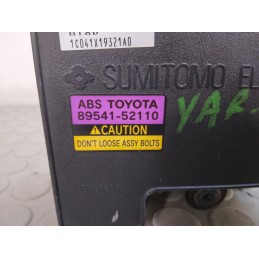 1C041X19321A0
SUMITOMO EL
ABS TOYOTA
89541-52110
YAR
⚠CAUTION
DON'T LOOSE ASSY BOLTS